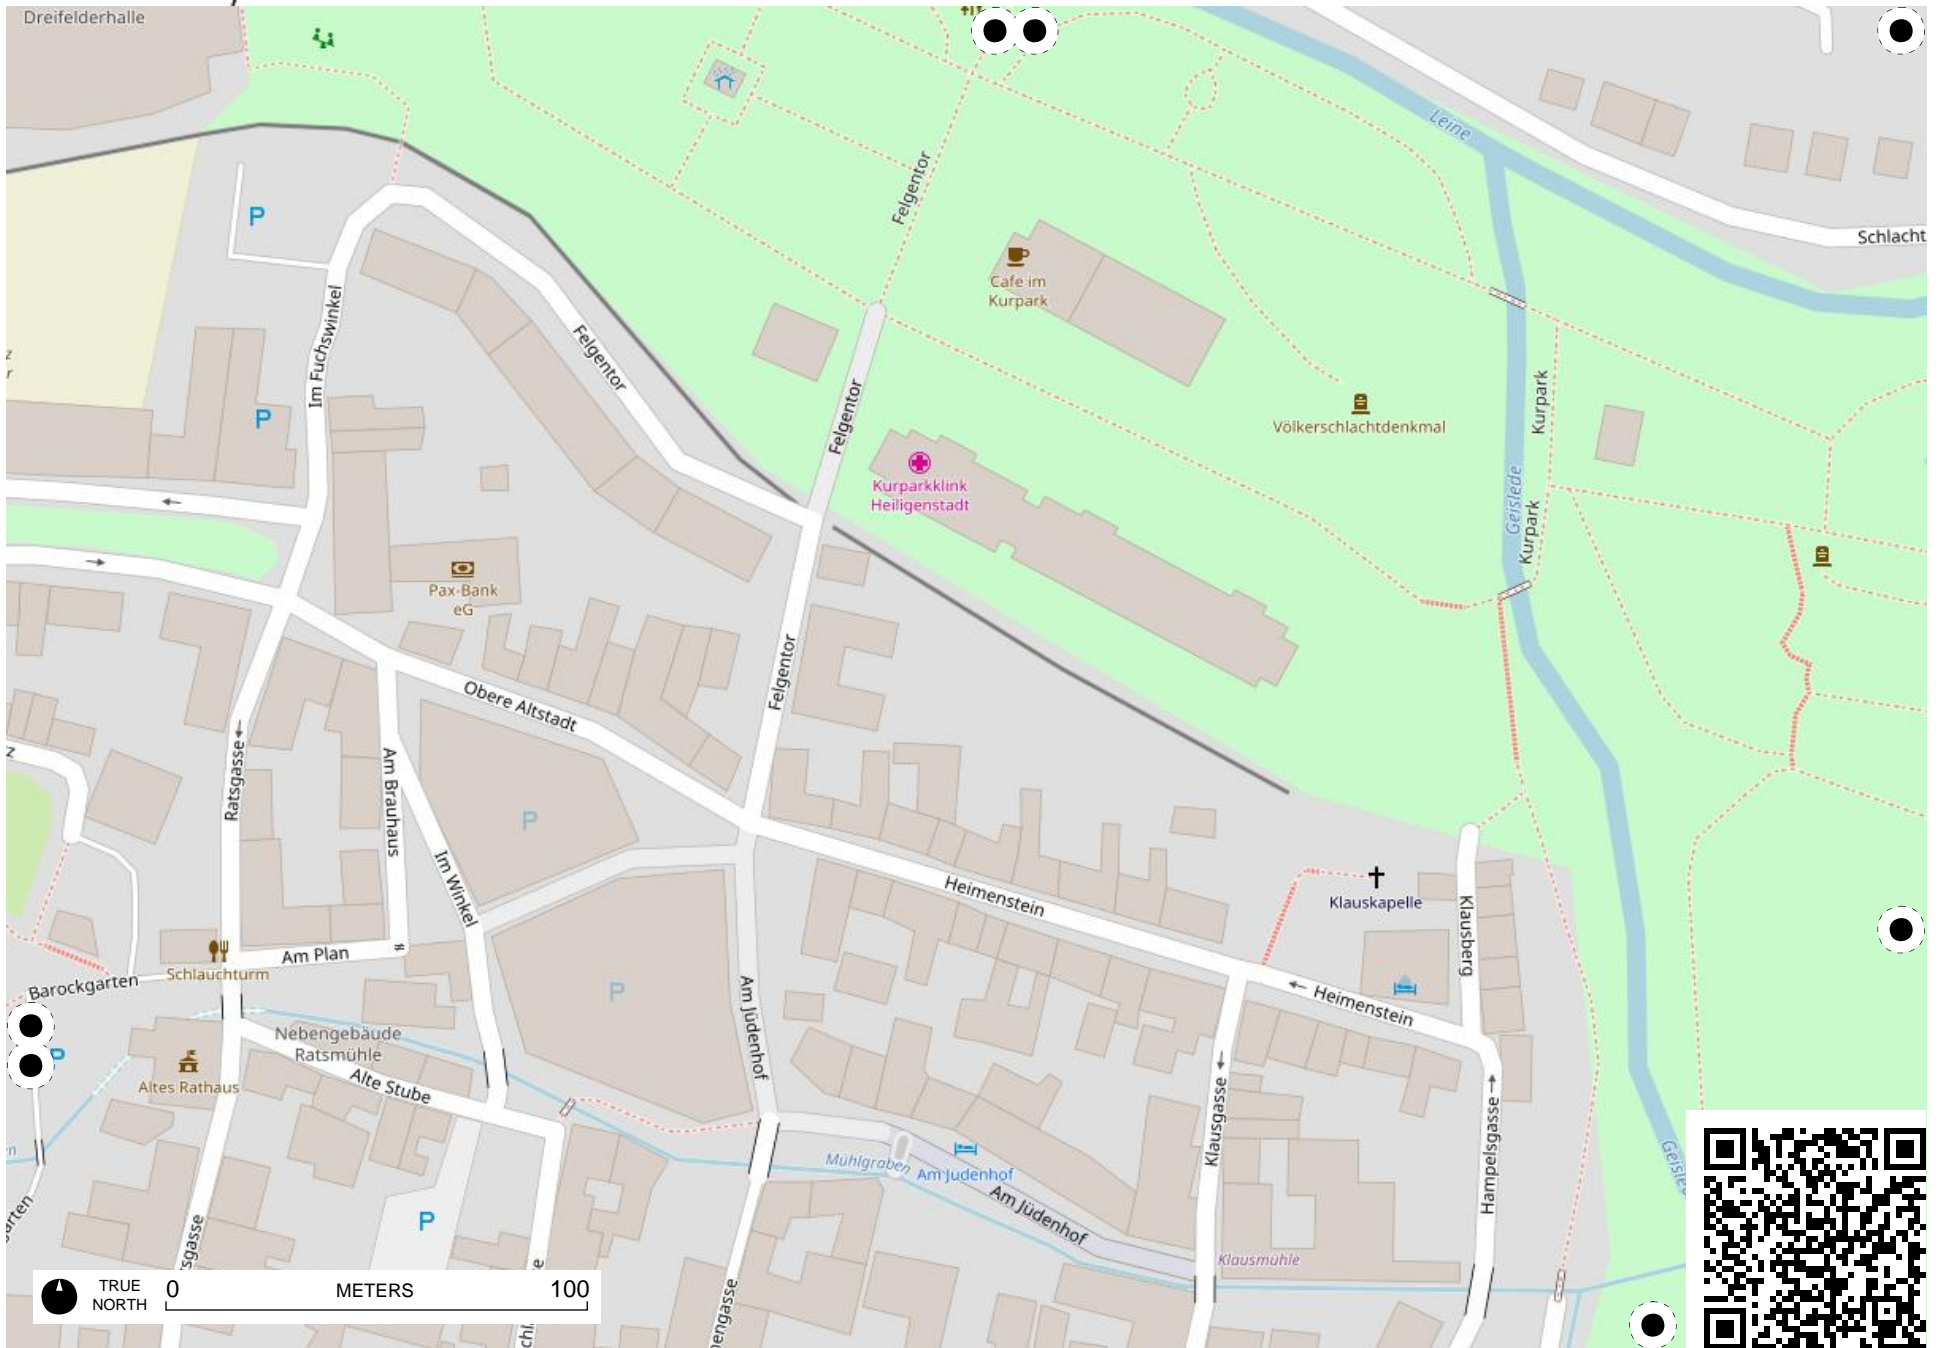 Dreifelderhalle
Leine
Felgentor
Schlacht
Cafe im
Kurpark
Im Fuchswinkel
Felgentor
Felgentor
Kurpark
Völkerschlachtdenkmal
Kurparkklink
Heiligenstadt
Geislede
Kurpark
Pax-Bank
eG
Felgentor
Obere Altstadt
Ratsgasse
Am Brauhaus
Im Winkel
Heimenstein
Klauskapelle
Klausberg
Am Plan
Schlauchturm
Barockgarten
Heimenstein
Am Jüdenhof
Nebengebäude
Ratsmühle
Altes Rathaus
Alte Stube
Klausgasse
Hampelsgasse
Mühlgraben
Am Jüdenhof
Am Jüdenhof
Klausmühle
TRUE
NORTH
0 METERS 100